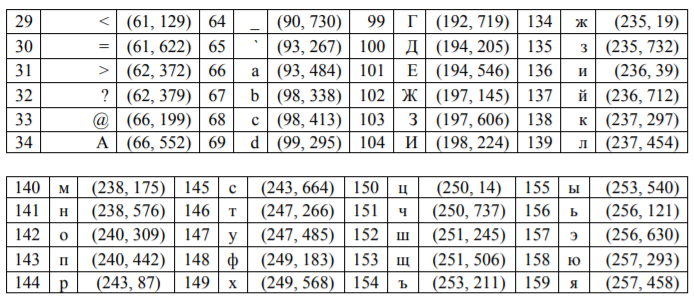 29 < (61, 129) 64 _ (90, 730) 99 Г (192, 719) 134 ж (235, 19)
30 = (61, 622) 65 ` (93, 267) 100 Д (194, 205) 135 з (235, 732)
31 > (62, 372) 66 a (93, 484) 101 Е (194, 546) 136 и (236, 39)
32 ? (62, 379) 67 b (98, 338) 102 Ж (197, 145) 137 й (236, 712)
33 @ (66, 199) 68 c (98, 413) 103 З (197, 606) 138 к (237, 297)
34 A (66, 552) 69 d (99, 295) 104 И (198, 224) 139 л (237, 454)
140 м (238, 175) 145 с (243, 664) 150 ц (250, 14) 155 ы (253, 540)
141 н (238, 576) 146 т (247, 266) 151 ч (250, 737) 156 ь (256, 121)
142 о (240, 309) 147 у (247, 485) 152 ш (251, 245) 157 э (256, 630)
143 п (240, 442) 148 ф (249, 183) 153 щ (251, 506) 158 ю (257, 293)
144 р (243, 87) 149 х (249, 568) 154 ъ (253, 211) 159 я (257, 458)